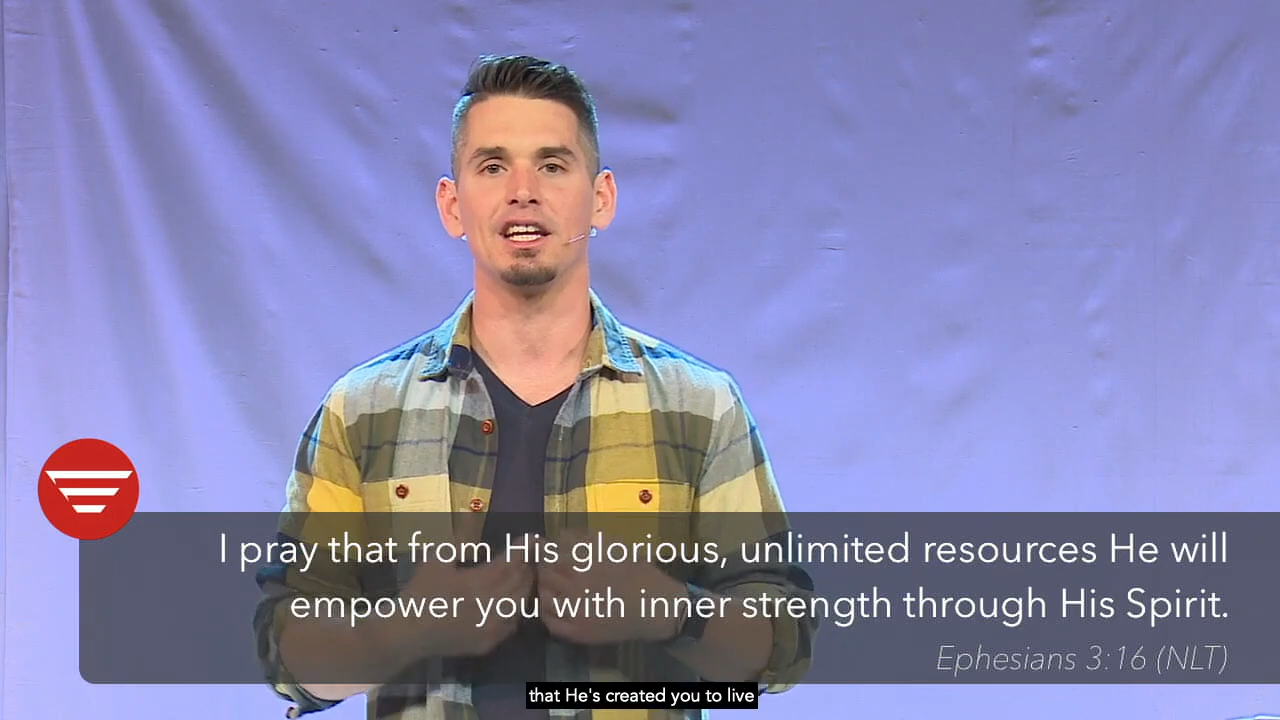 I pray that from His glorious, unlimited resources He will
empower you with inner strength through His Spirit.
Ephesians 3:16 (NLT)
that He's created you to live